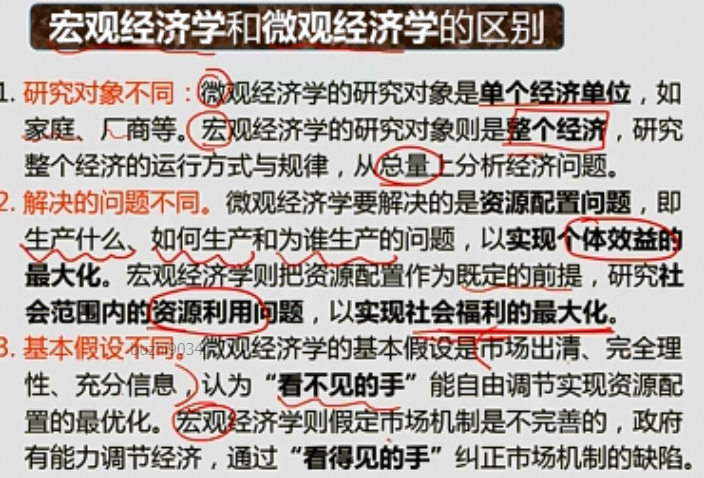 宏观经济学和微观经济学的区别
1. 研究对象不同：微观经济学的研究对象是单个经济单位，如
家庭、厂商等。宏观经济学的研究对象则是整个经济，研究
整个经济的运行方式与规律，从总量上分析经济问题。
2. 解决的问题不同。微观经济学要解决的是资源配置问题，即
生产什么、如何生产和为谁生产的问题，以实现个体效益的
最大化。宏观经济学则把资源配置作为既定的前提，研究社
会范围内的资源利用问题，以实现社会福利的最大化。
3. 基本假设不同。微观经济学的基本假设是市场出清、完全理
性、充分信息，认为“看不见的手”能自由调节实现资源配
置的最优化。宏观经济学则假定市场机制是不完善的，政府
有能力调节经济，通过“看得见的手”纠正市场机制的缺陷。